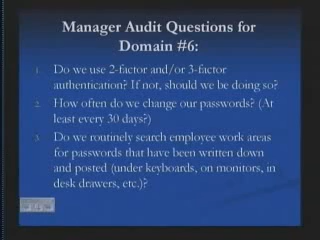 Manager Audit Questions for
Domain #6:
1. Do we use 2-factor and/or 3-factor
authentication? If not, should we be doing so?
2. How often do we change our passwords? (At
least every 30 days?)
3. Do we routinely search employee work areas
for passwords that have been written down
and posted (under keyboards, on monitors, in
desk drawers, etc.)?